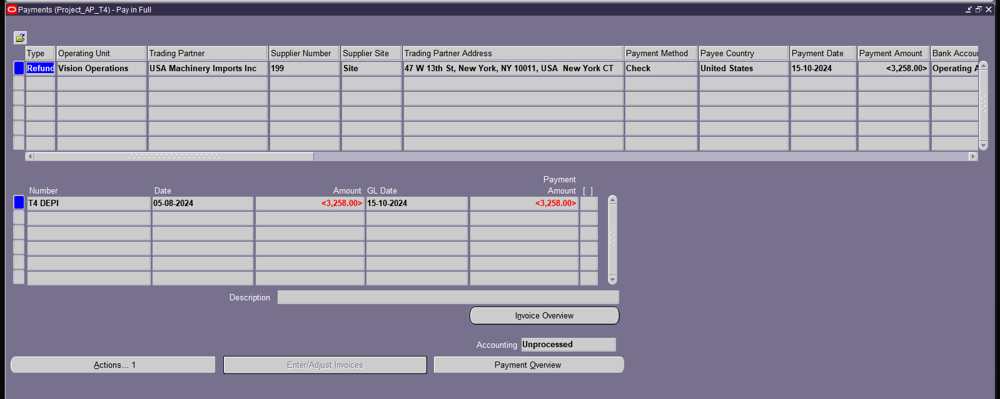 Payments (Project_AP_T4) - Pay in Full
Type Operating Unit Trading Partner Supplier Number Supplier Site Trading Partner Address Payment Method Payee Country Payment Date Payment Amount Bank Accou
Refund Vision Operations USA Machinery Imports Inc 199 Site 47 W 13th St, New York, NY 10011, USA  New York CT Check United States 15-10-2024 <3,258.00> Operating A
Payment
Number Date Amount GL Date Amount [ ]
T4 DEPI 05-08-2024 <3,258.00> 15-10-2024 <3,258.00>
Description
Invoice Overview
Accounting Unprocessed
Actions... 1 Enter/Adjust Invoices Payment Overview